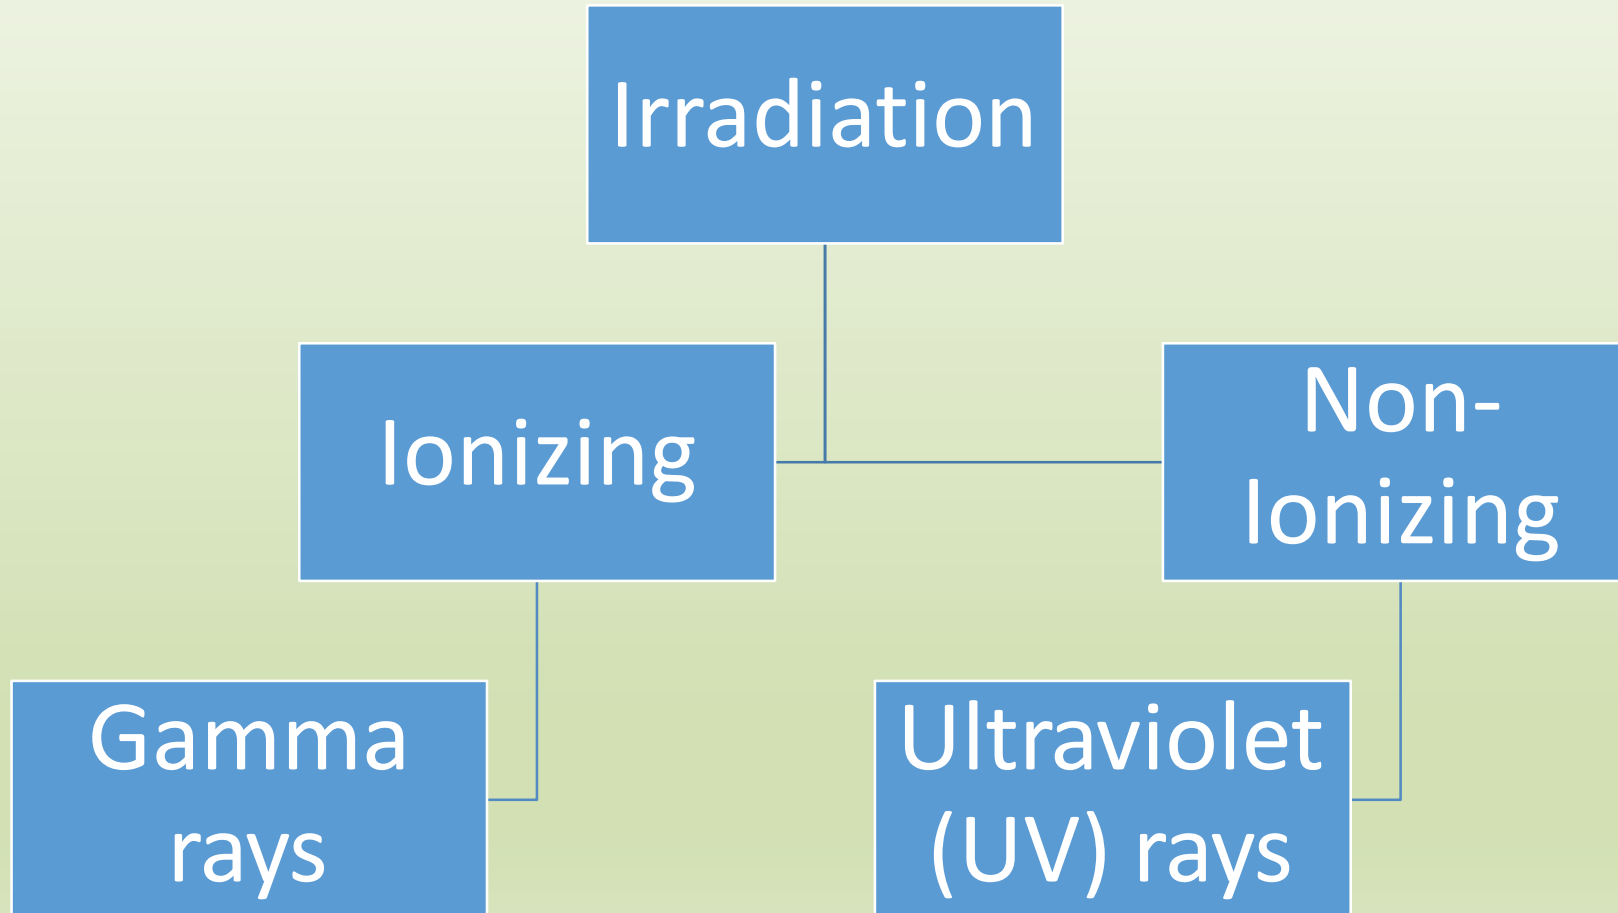 Irradiation
Ionizing
Non-
Ionizing
Gamma
rays
Ultraviolet
(UV) rays